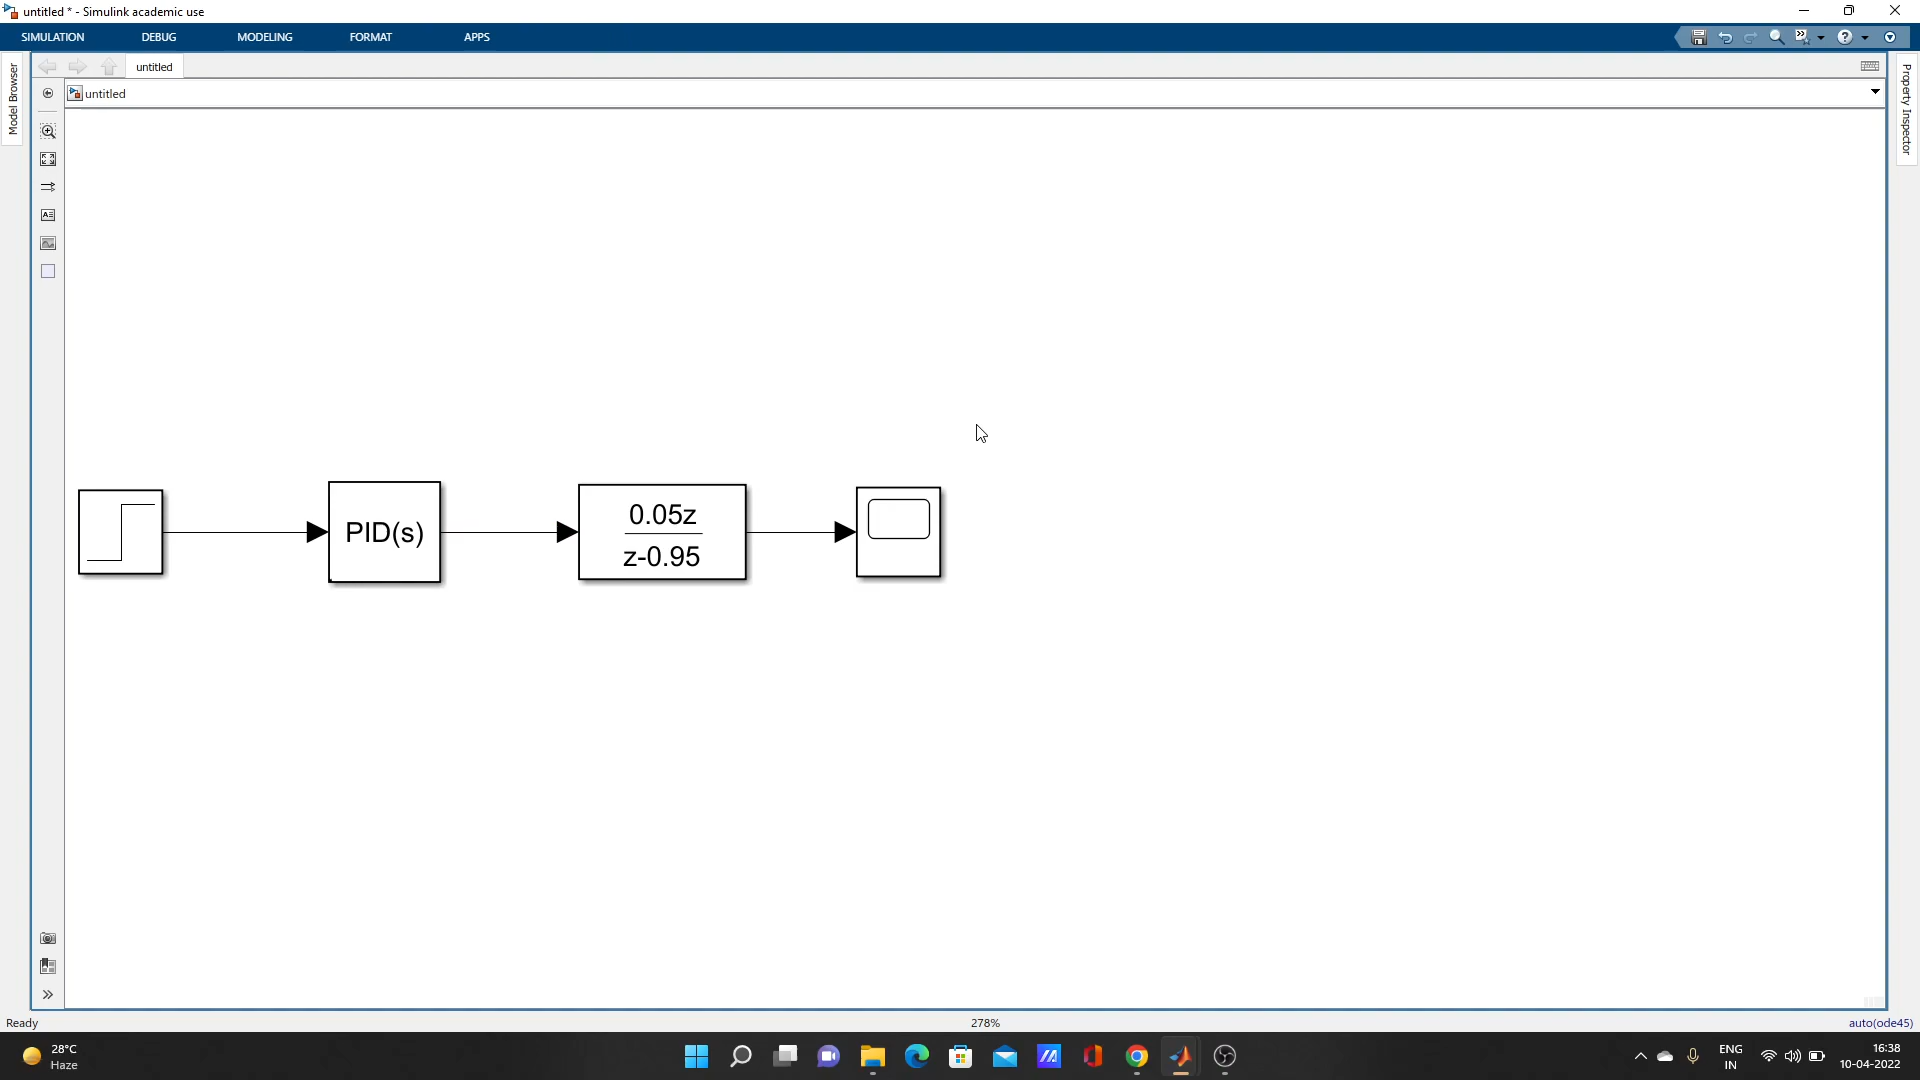 untitled * - Simulink academic use
SIMULATION DEBUG MODELING FORMAT APPS
untitled
untitled
Model Browser
Property Inspector
PID(s)
0.05z
z-0.95
Ready 278% auto(ode45)
28°C
Haze
ENG
IN
16:38
10-04-2022